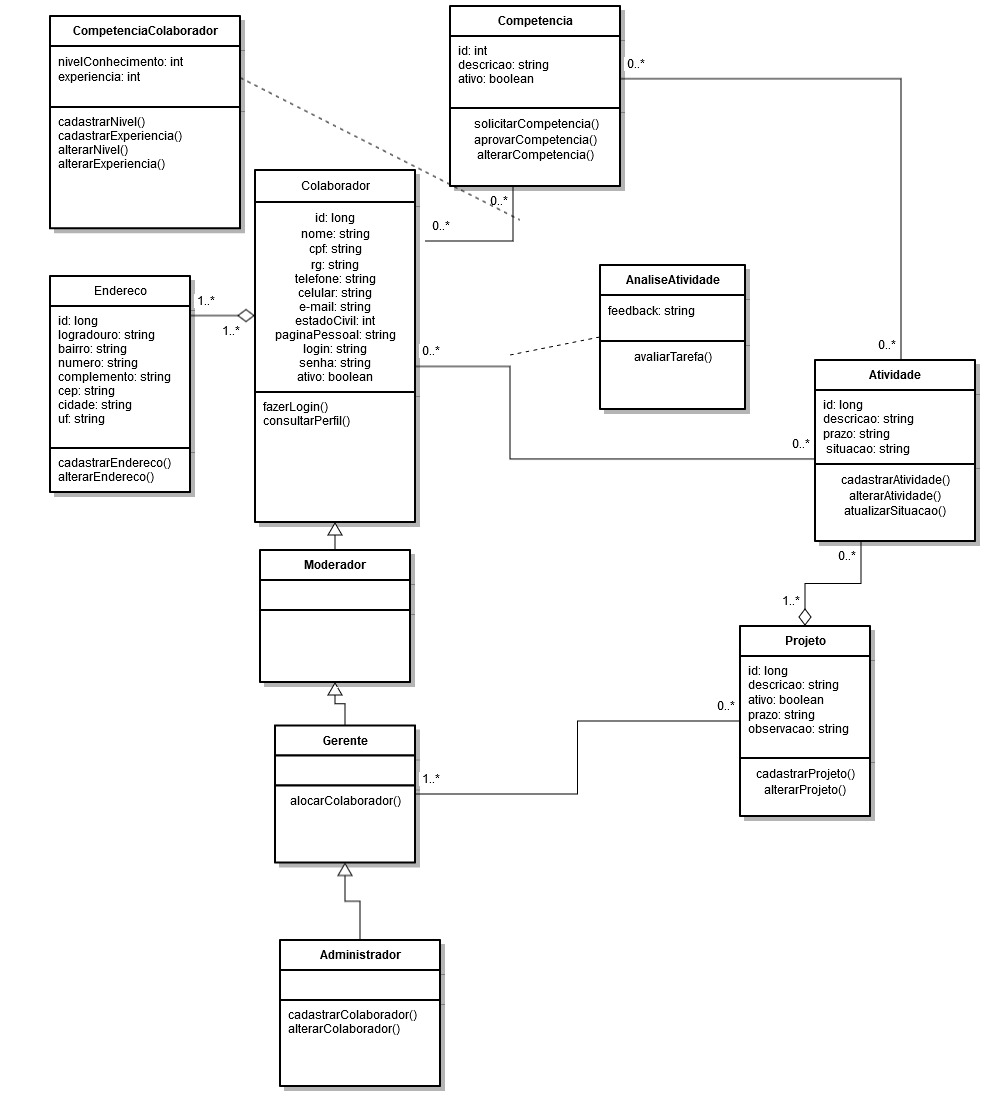 CompetenciaColaborador
nivelConhecimento: int
experiencia: int
cadastrarNivel()
cadastrarExperiencia()
alterarNivel()
alterarExperiencia()
Competencia
id: int
descricao: string
ativo: boolean
solicitarCompetencia()
aprovarCompetencia()
alterarCompetencia()
0..*
0..*
0..*
Colaborador
id: long
nome: string
cpf: string
rg: string
telefone: string
celular: string
e-mail: string
estadoCivil: int
paginaPessoal: string
login: string
senha: string
ativo: boolean
fazerLogin()
consultarPerfil()
Endereco
id: long
logradouro: string
bairro: string
numero: string
complemento: string
cep: string
cidade: string
uf: string
cadastrarEndereco()
alterarEndereco()
1..*
1..*
AnaliseAtividade
feedback: string
avaliarTarefa()
0..*
0..*
0..*
Atividade
id: long
descricao: string
prazo: string
situacao: string
cadastrarAtividade()
alterarAtividade()
atualizarSituacao()
0..*
1..*
Moderador
Projeto
id: long
descricao: string
ativo: boolean
prazo: string
observacao: string
cadastrarProjeto()
alterarProjeto()
0..*
1..*
Gerente
alocarColaborador()
Administrador
cadastrarColaborador()
alterarColaborador()